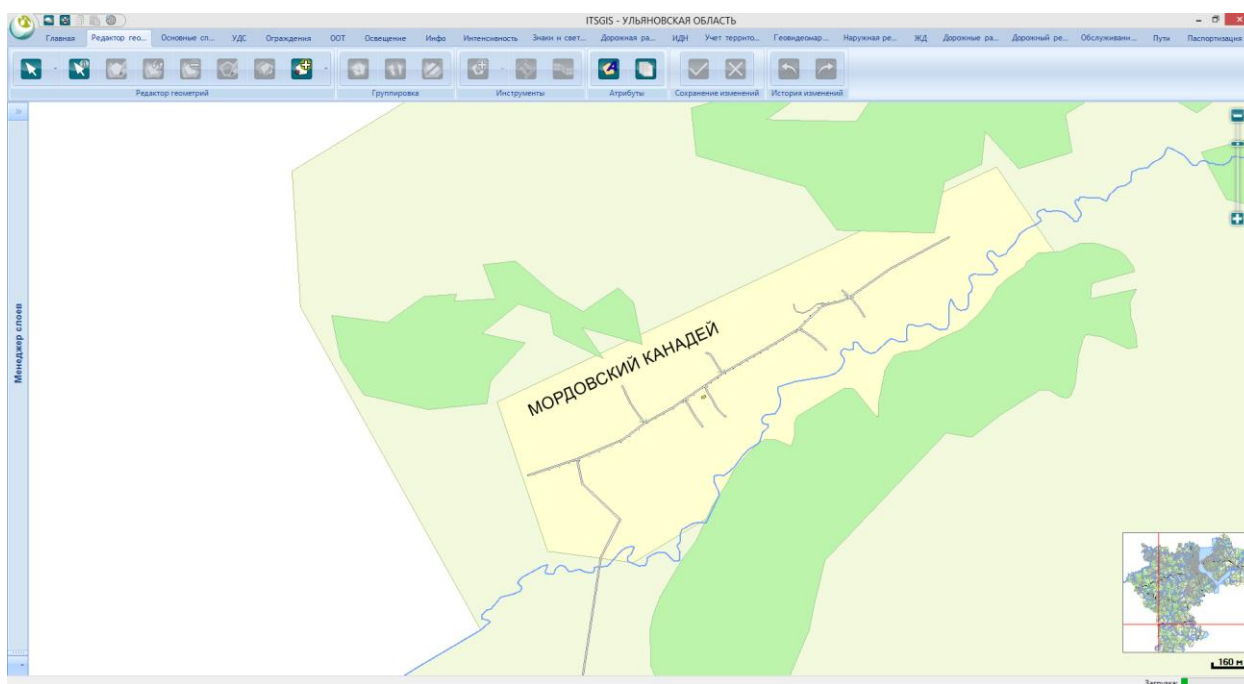 ITSGIS - УЛЬЯНОВСКАЯ ОБЛАСТЬ
Главная Редактор гео... Основные сл... УДС Ограждения ООТ Освещение Инфо Интенсивность Знаки и свет... Дорожная ра... ИДН Учет террито... Геовидеомар... Наружная ре... ЖД Дорожные ра... Дорожный ре... Обслуживани... Пути Паспортизация
Редактор геометрий Группировка Инструменты Атрибуты Сохранение изменений История изменений
Менеджер слоев
МОРДОВСКИЙ КАНАДЕЙ
160 м
Загрузка: